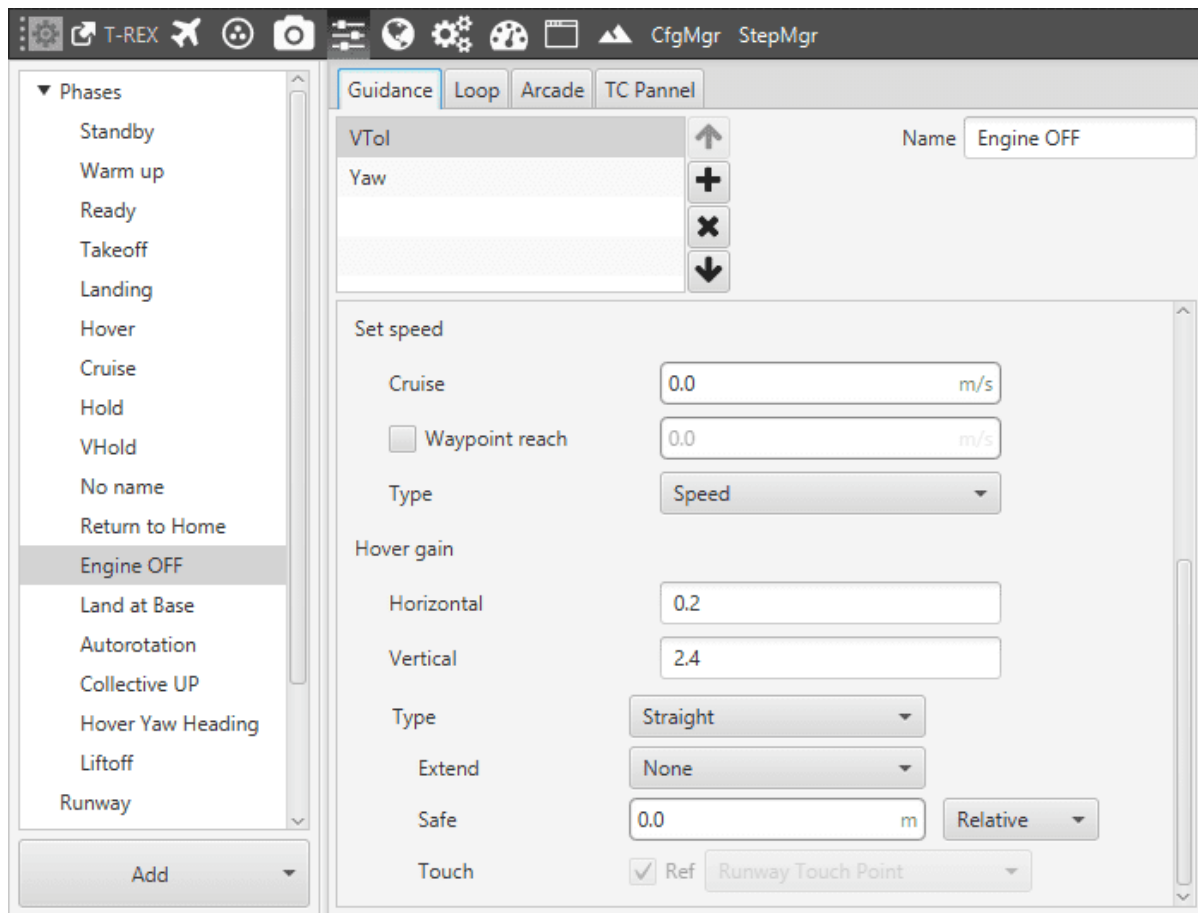 T-REX CfgMgr StepMgr
Phases
Standby
Warm up
Ready
Takeoff
Landing
Hover
Cruise
Hold
VHold
No name
Return to Home
Engine OFF
Land at Base
Autorotation
Collective UP
Hover Yaw Heading
Liftoff
Runway
Add
Guidance Loop Arcade TC Pannel
VTol
Yaw
Name Engine OFF
Set speed
Cruise 0.0 m/s
Waypoint reach 0.0 m/s
Type Speed
Hover gain
Horizontal 0.2
Vertical 2.4
Type Straight
Extend None
Safe 0.0 m Relative
Touch Ref Runway Touch Point